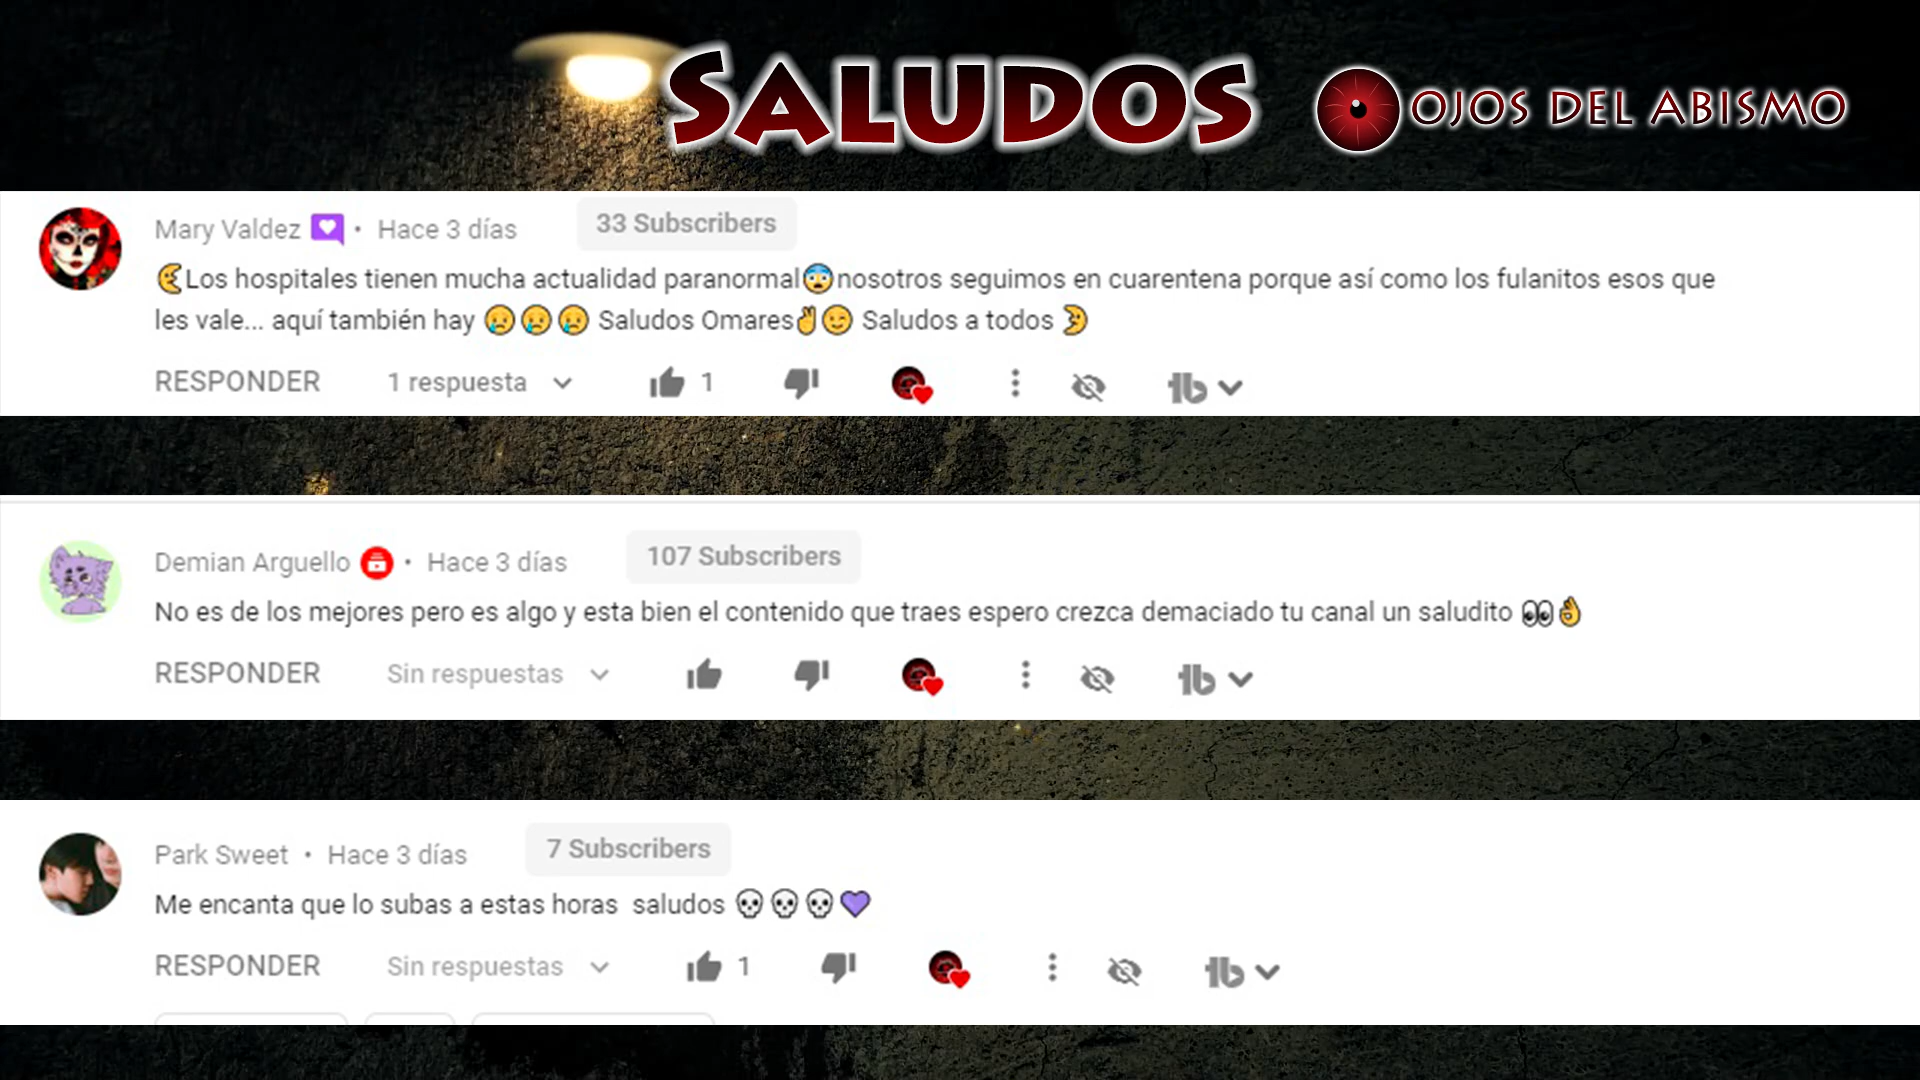 SALUDOS
OJOS DEL ABISMO
Mary Valdez • Hace 3 días 33 Subscribers
🌜Los hospitales tienen mucha actualidad paranormal😨nosotros seguimos en cuarentena porque así como los fulanitos esos que
les vale... aquí también hay 😢😢😢 Saludos Omares✌😉 Saludos a todos 🌛
RESPONDER 1 respuesta 1
Demian Arguello • Hace 3 días 107 Subscribers
No es de los mejores pero es algo y esta bien el contenido que traes espero crezca demaciado tu canal un saludito 👀👌
RESPONDER Sin respuestas
Park Sweet • Hace 3 días 7 Subscribers
Me encanta que lo subas a estas horas saludos 💀💀💀💜
RESPONDER Sin respuestas 1